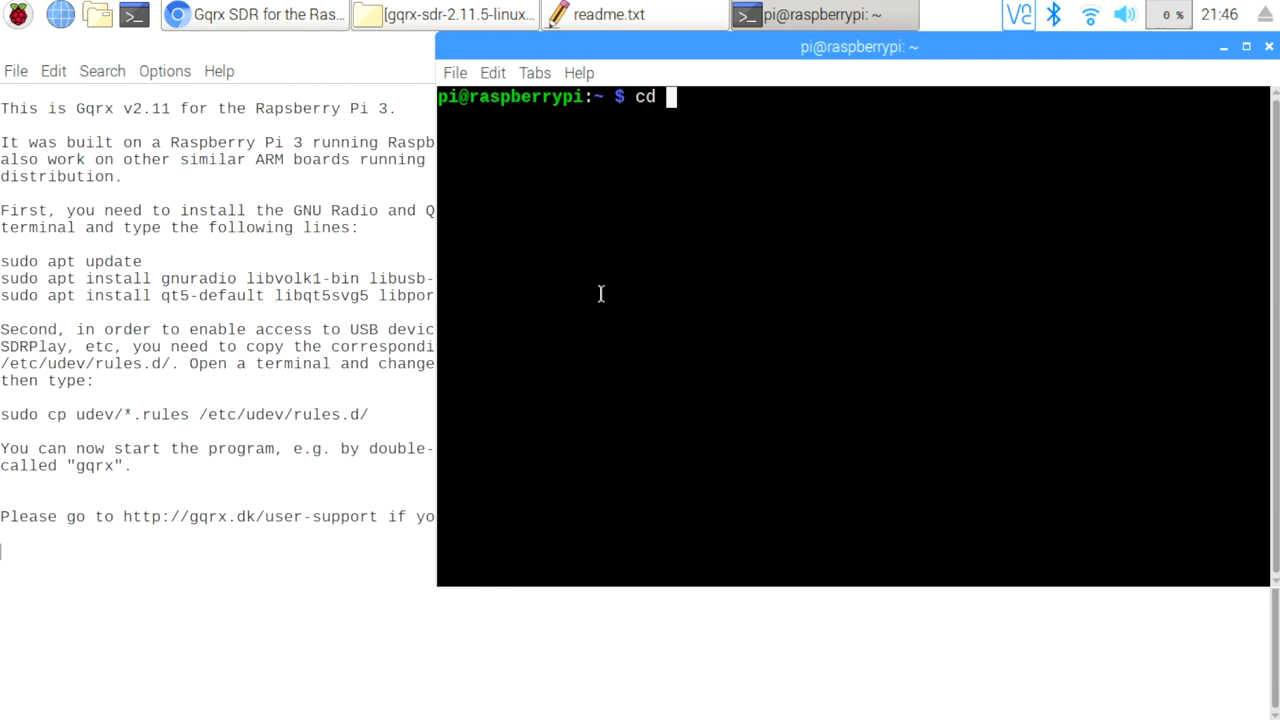 Gqrx SDR for the Ras...
[gqrx-sdr-2.11.5-linux...
readme.txt
pi@raspberrypi: ~
0 %
21:46
pi@raspberrypi: ~
File Edit Search Options Help
File Edit Tabs Help
pi@raspberrypi:~ $ cd
This is Gqrx v2.11 for the Rapsberry Pi 3.
It was built on a Raspberry Pi 3 running Raspb
also work on other similar ARM boards running
distribution.
First, you need to install the GNU Radio and Q
terminal and type the following lines:
sudo apt update
sudo apt install gnuradio libvolk1-bin libusb-
sudo apt install qt5-default libqt5svg5 libpor
Second, in order to enable access to USB devic
SDRPlay, etc, you need to copy the correspondi
/etc/udev/rules.d/. Open a terminal and change
then type:
sudo cp udev/*.rules /etc/udev/rules.d/
You can now start the program, e.g. by double-
called "gqrx".
Please go to http://gqrx.dk/user-support if yo